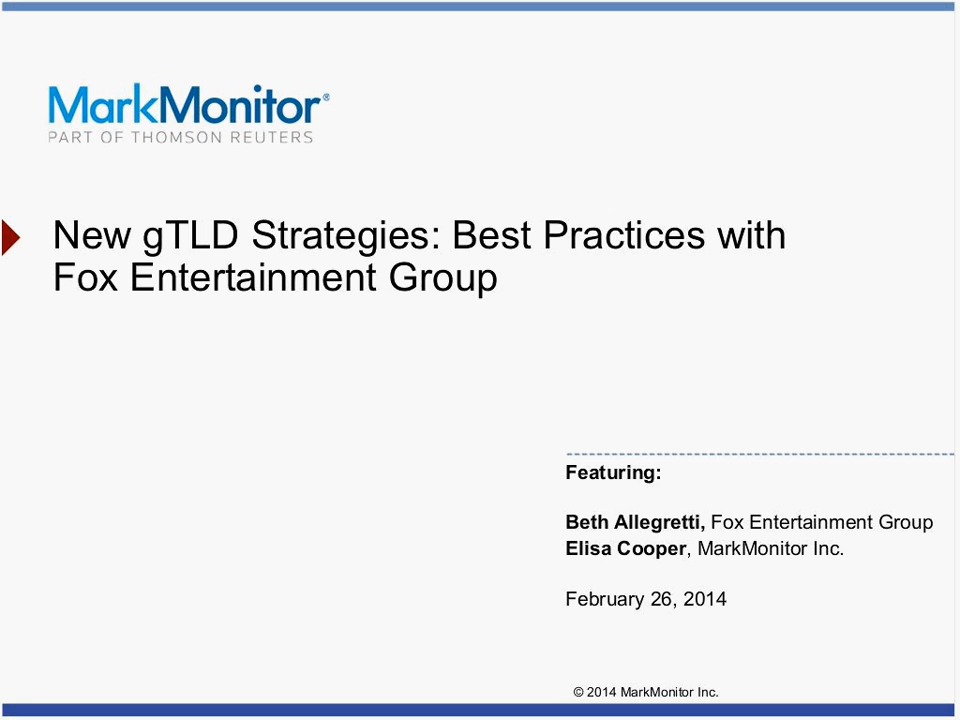 MarkMonitor®
PART OF THOMSON REUTERS
New gTLD Strategies: Best Practices with
Fox Entertainment Group
Featuring:
Beth Allegretti, Fox Entertainment Group
Elisa Cooper, MarkMonitor Inc.
February 26, 2014
© 2014 MarkMonitor Inc.